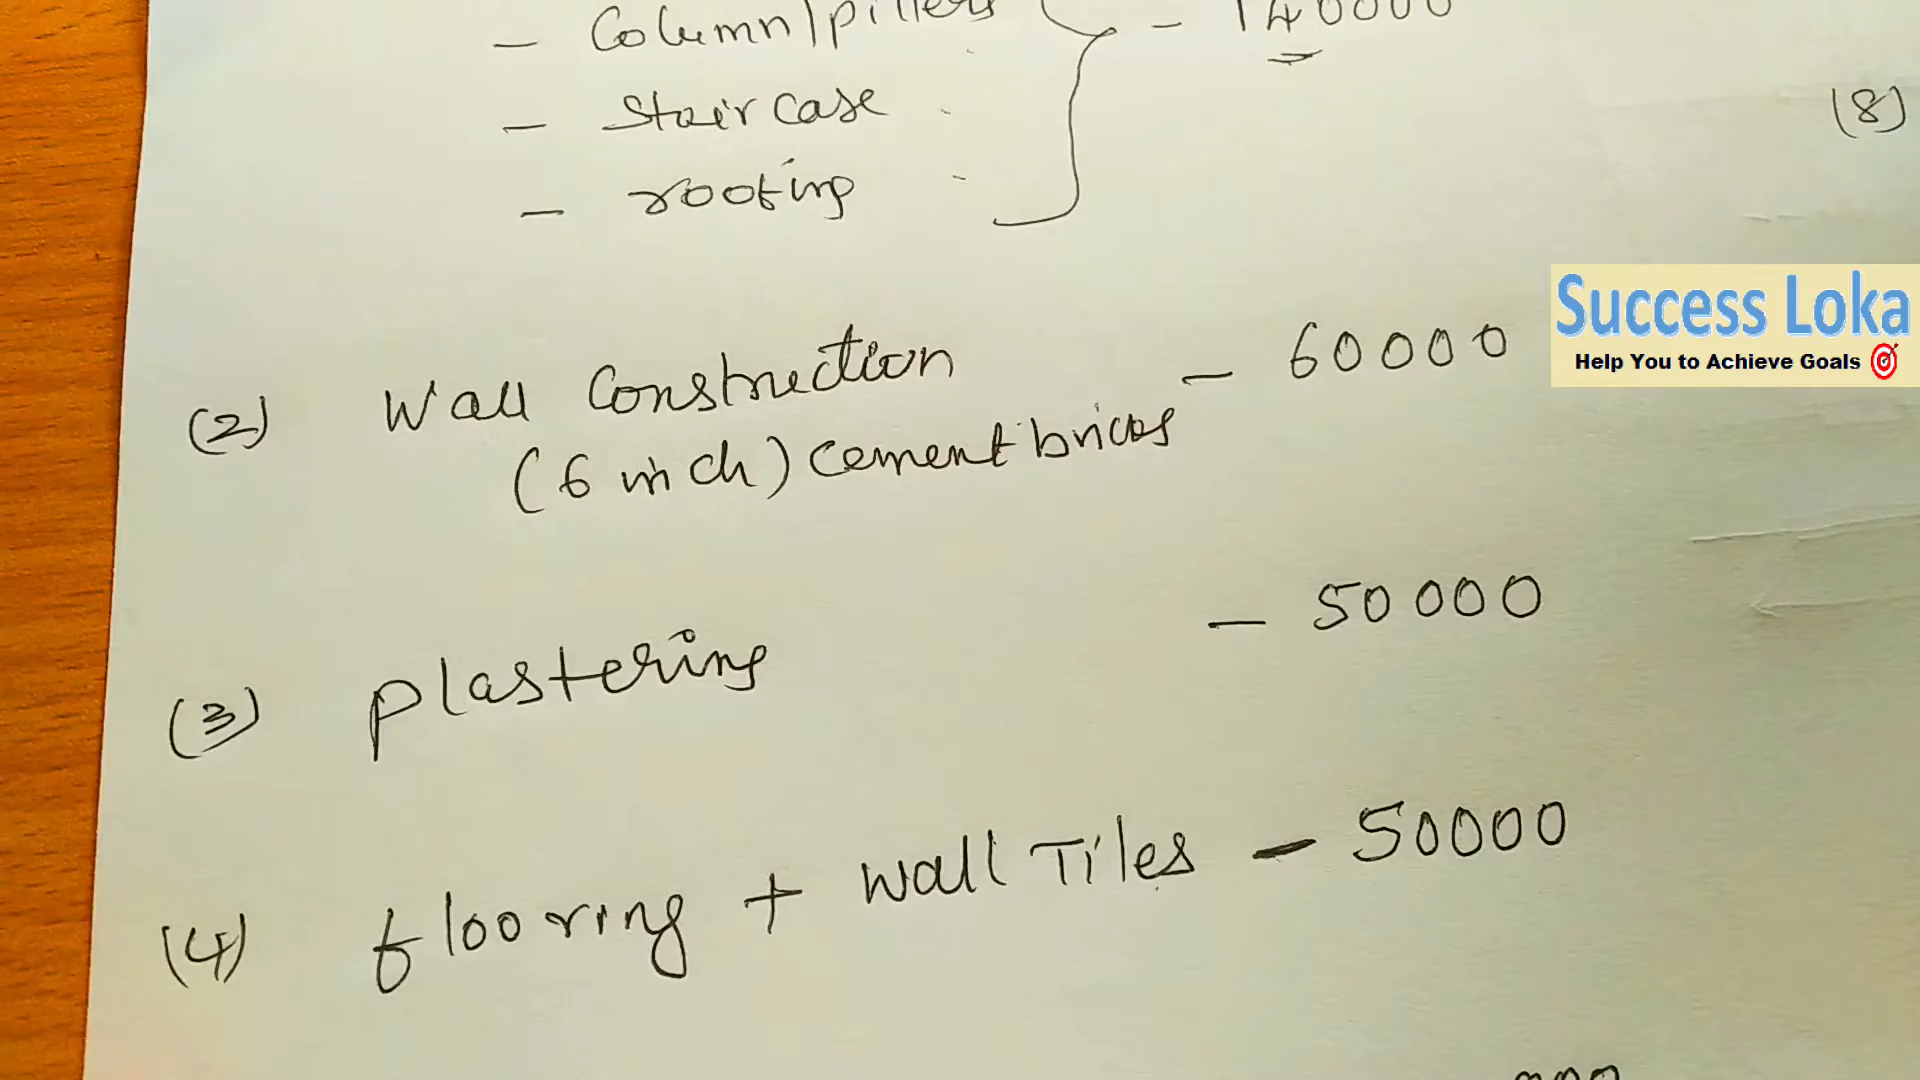 - Column/pillers - 140000
- Stair case
- roofing
(8)
(2) Wall Construction - 60000
(6 inch) cement bricks
(3) plastering - 50000
(4) flooring + wall Tiles - 50000
Success Loka
Help You to Achieve Goals